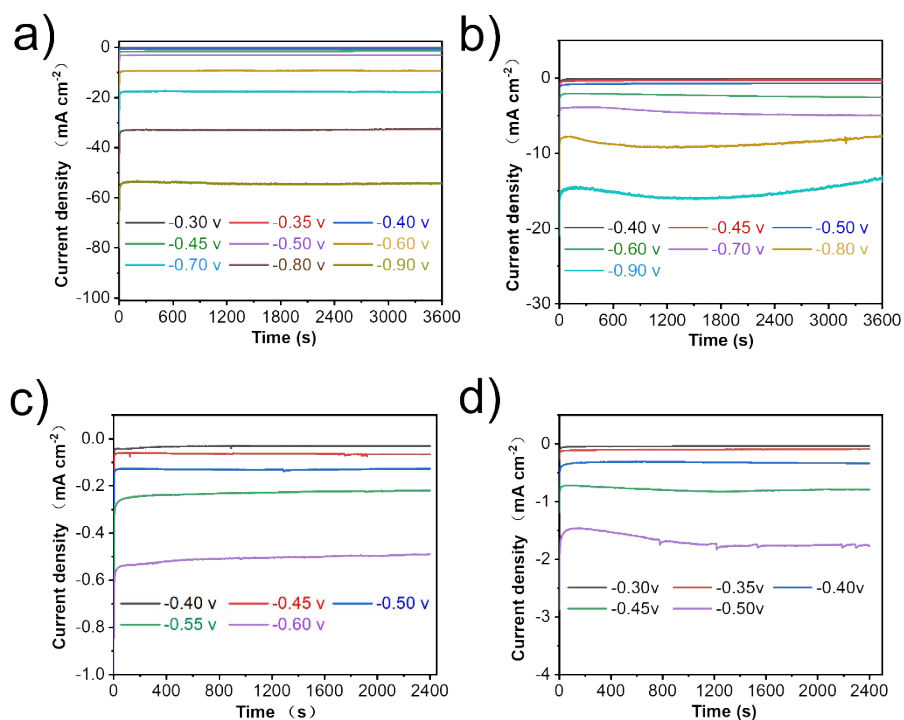 a)
0
-20
-40
-60
-80
-100
Current density （mA cm⁻²)
-0.30 v -0.35 v -0.40 v
-0.45 v -0.50 v -0.60 v
-0.70 v -0.80 v -0.90 v
0 600 1200 1800 2400 3000 3600
Time (s)
b)
0
-10
-20
-30
Current density （mA cm⁻²)
-0.40 v -0.45 v -0.50 v
-0.60 v -0.70 v -0.80 v
-0.90 v
0 600 1200 1800 2400 3000 3600
Time (s)
c)
0.0
-0.2
-0.4
-0.6
-0.8
-1.0
Current density （mA cm⁻²)
-0.40 v -0.45 v -0.50 v
-0.55 v -0.60 v
0 400 800 1200 1600 2000 2400
Time （s）
d)
0
-1
-2
-3
-4
Current density （mA cm⁻²)
-0.30v -0.35v -0.40v
-0.45v -0.50v
0 400 800 1200 1600 2000 2400
Time (s)